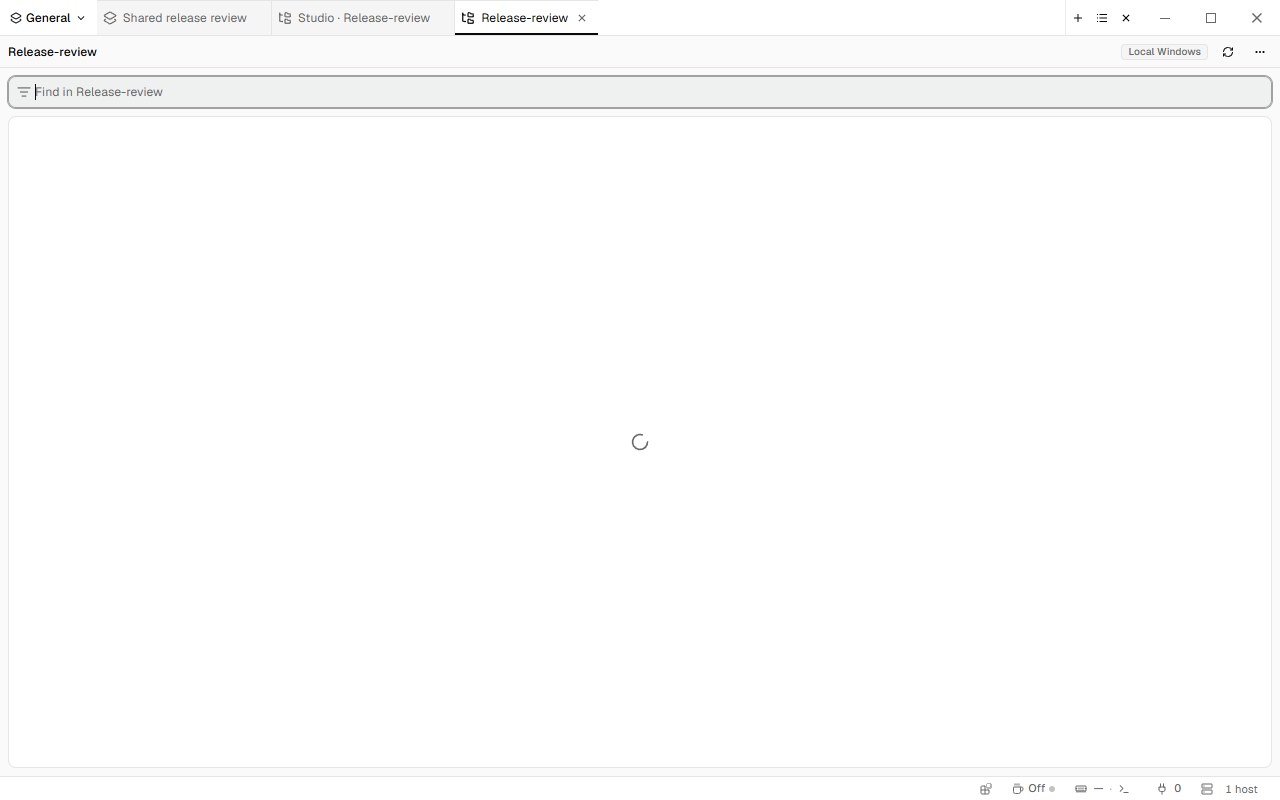 General
Shared release review
Studio · Release-review
Release-review
Release-review
Local Windows
Find in Release-review
Off
0
1 host